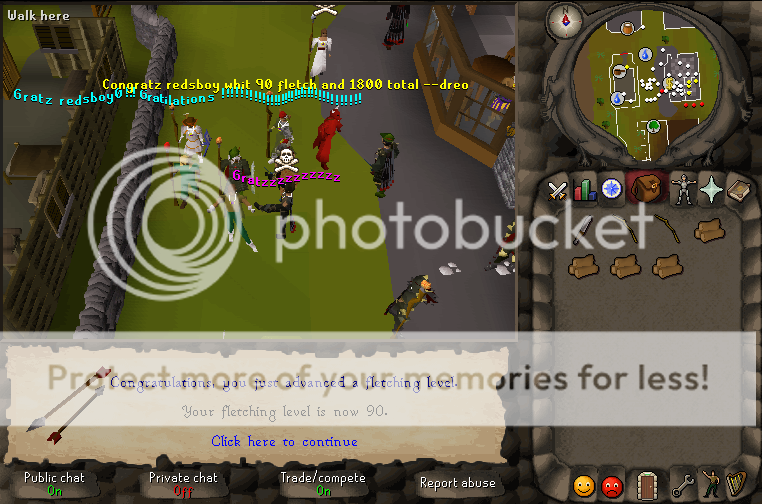 Walk here
Congratz redsboy whit 90 fletch and 1800 total --dreo
Gratz redsboy0!!! Gratilations !!!!!!!!!!!!!!!!!!!!!!!!!!!!!
Gratzzzzzzzzzzz
photobucket
Protect more of your memories for less!
Congratulations, you just advanced a fletching level.
Your fletching level is now 90.
Click here to continue
Public chat
On
Private chat
Off
Trade/compete
On
Report abuse